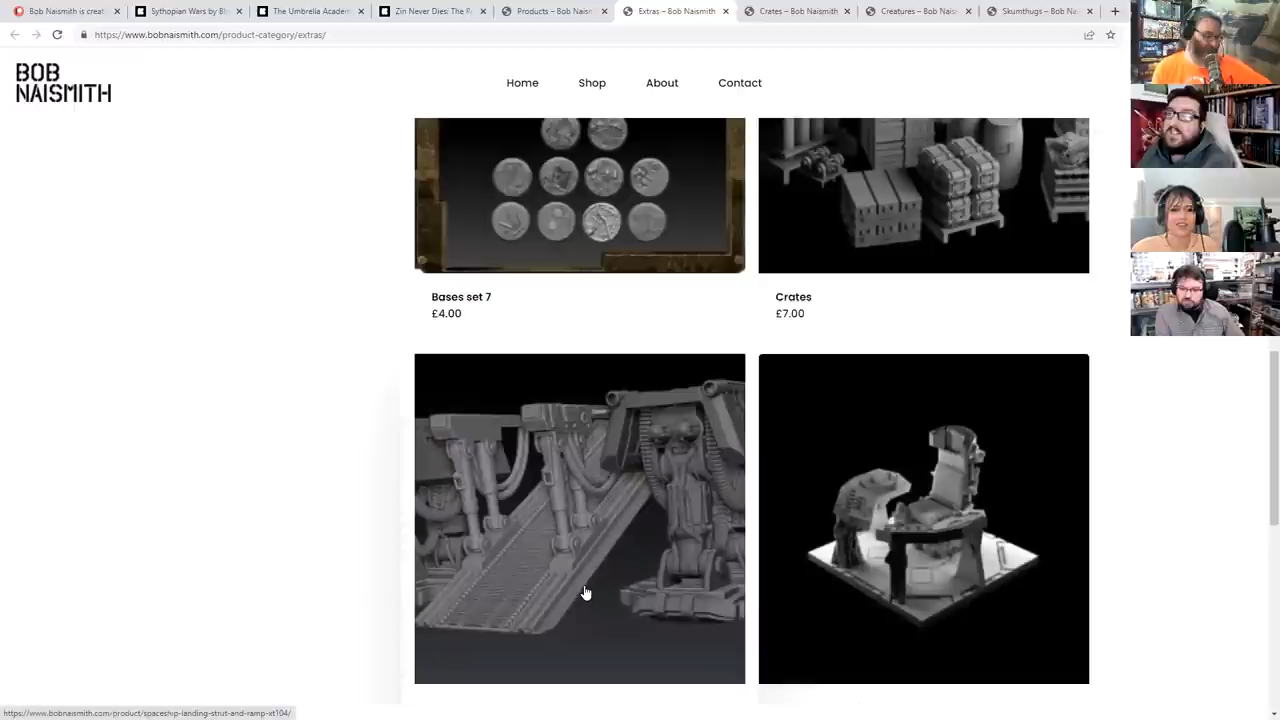 Bob Naismith is creat
Sythopian Wars by Bl
The Umbrella Academ
Zin Never Dies: The R
Products – Bob Naisn
Extras – Bob Naismith
Crates – Bob Naismith
Creatures – Bob Nais
Skumthugs – Bob Na
https://www.bobnaismith.com/product-category/extras/
BOB
NAISMITH
Home
Shop
About
Contact
Bases set 7
£4.00
Crates
£7.00
https://www.bobnaismith.com/product/spaceship-landing-strut-and-ramp-xt104/